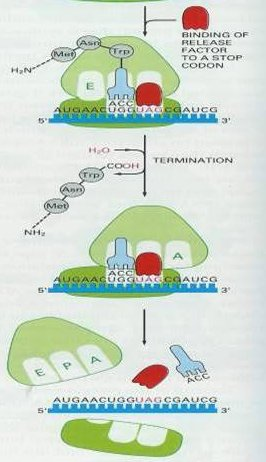 BINDING OF
RELEASE
FACTOR
TO A STOP
CODON
Asn
Met
Trp
H₂N
E
ACC
AUGAACUGGUAGCGAUCG
5' 3'
H₂O
TERMINATION
COOH
Trp
Asn
Met
NH₂
A
ACC
AUGAACUGGUAGCGAUCG
5' 3'
E P A
ACC
AUGAACUGGUAGCGAUCG
5' 3'